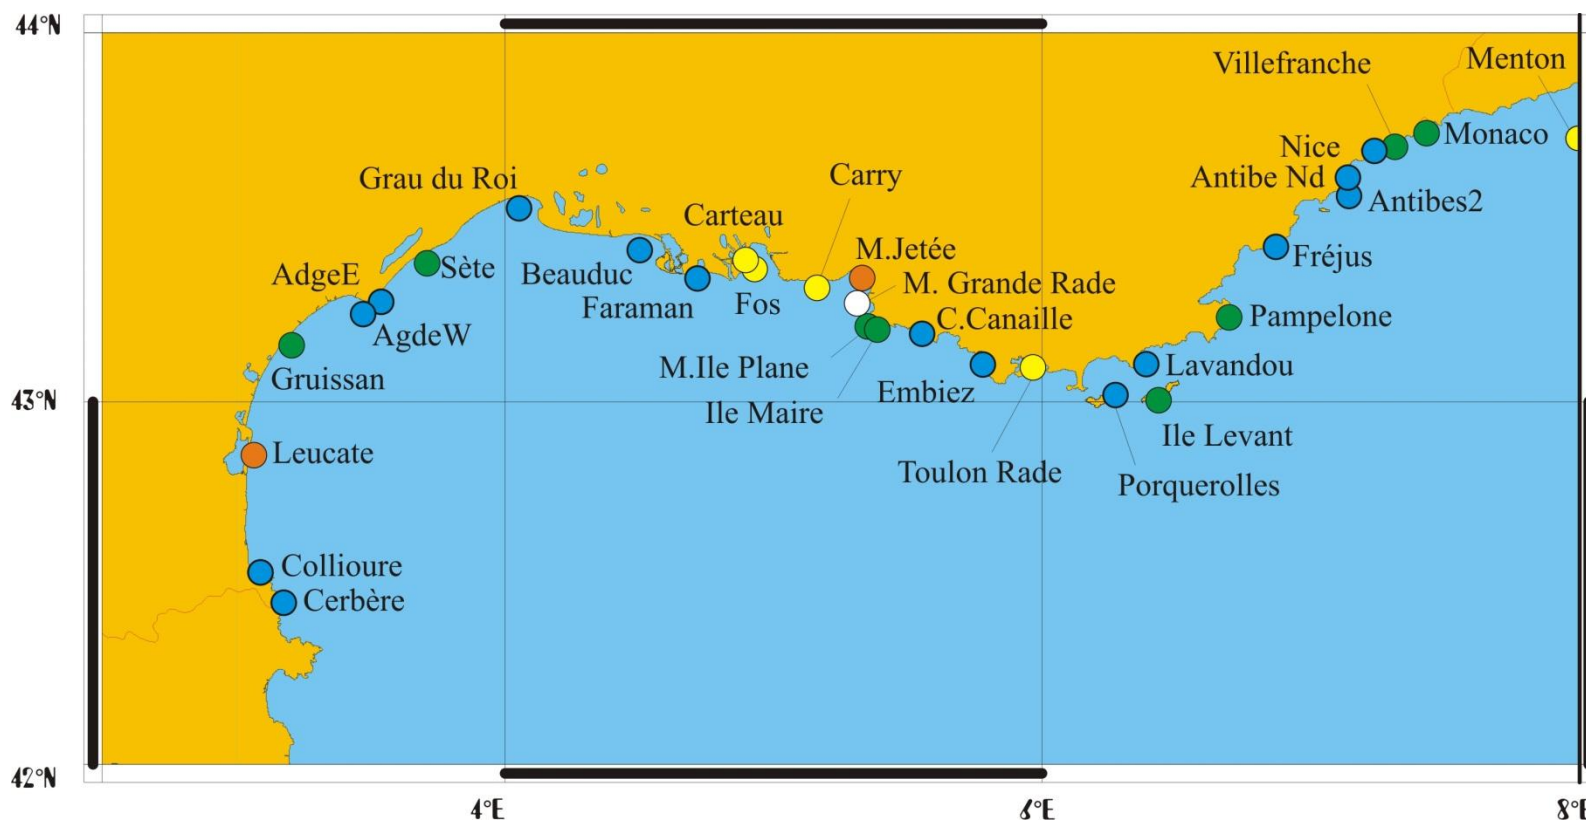 44°N
Menton
Villefranche
Monaco
Nice
Carry
Grau du Roi
Antibe Nd
Antibes2
Carteau
M.Jetée
Fréjus
Sète
AdgeE
Beauduc
M. Grande Rade
Faraman
Fos
C.Canaille
Pampelone
AgdeW
M.Ile Plane
Lavandou
Gruissan
Embiez
43°N
Ile Maire
Ile Levant
Leucate
Toulon Rade
Porquerolles
Collioure
Cerbère
42°N
4°E
6°E
8°E